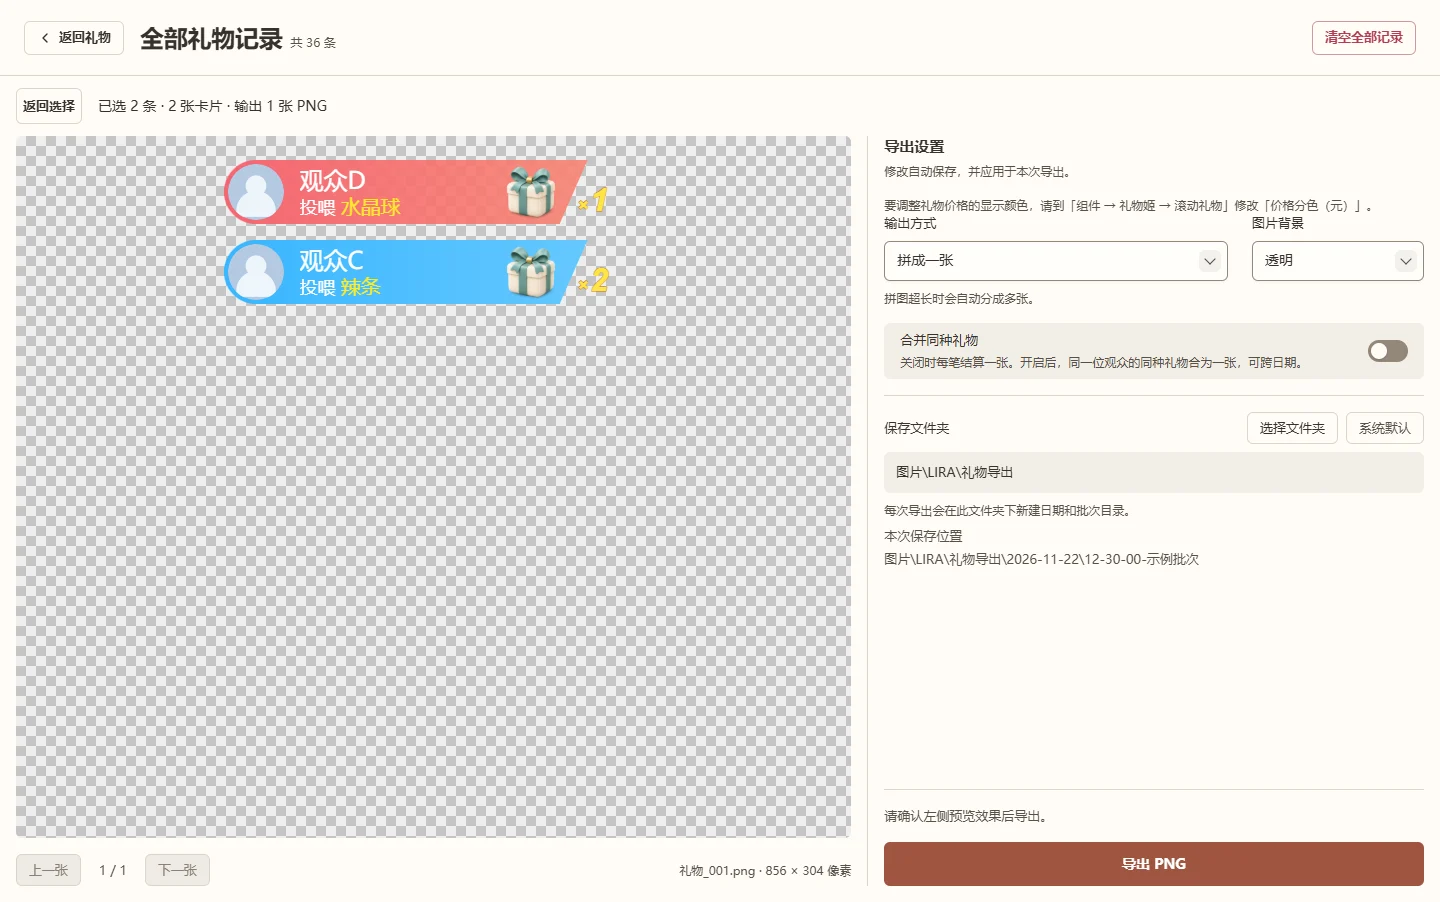 返回礼物
全部礼物记录 共 36 条
清空全部记录
返回选择
已选 2 条 · 2 张卡片 · 输出 1 张 PNG
观众D
投喂 水晶球
×1
观众C
投喂 辣条
×2
上一张
1 / 1
下一张
礼物_001.png · 856 × 304 像素
导出设置
修改自动保存，并应用于本次导出。
要调整礼物价格的显示颜色，请到「组件 → 礼物姬 → 滚动礼物」修改「价格分色（元）」。
输出方式
图片背景
拼成一张
透明
拼图超长时会自动分成多张。
合并同种礼物
关闭时每笔结算一张。开启后，同一位观众的同种礼物合为一张，可跨日期。
保存文件夹
选择文件夹
系统默认
图片\LIRA\礼物导出
每次导出会在此文件夹下新建日期和批次目录。
本次保存位置
图片\LIRA\礼物导出\2026-11-22\12-30-00-示例批次
请确认左侧预览效果后导出。
导出 PNG